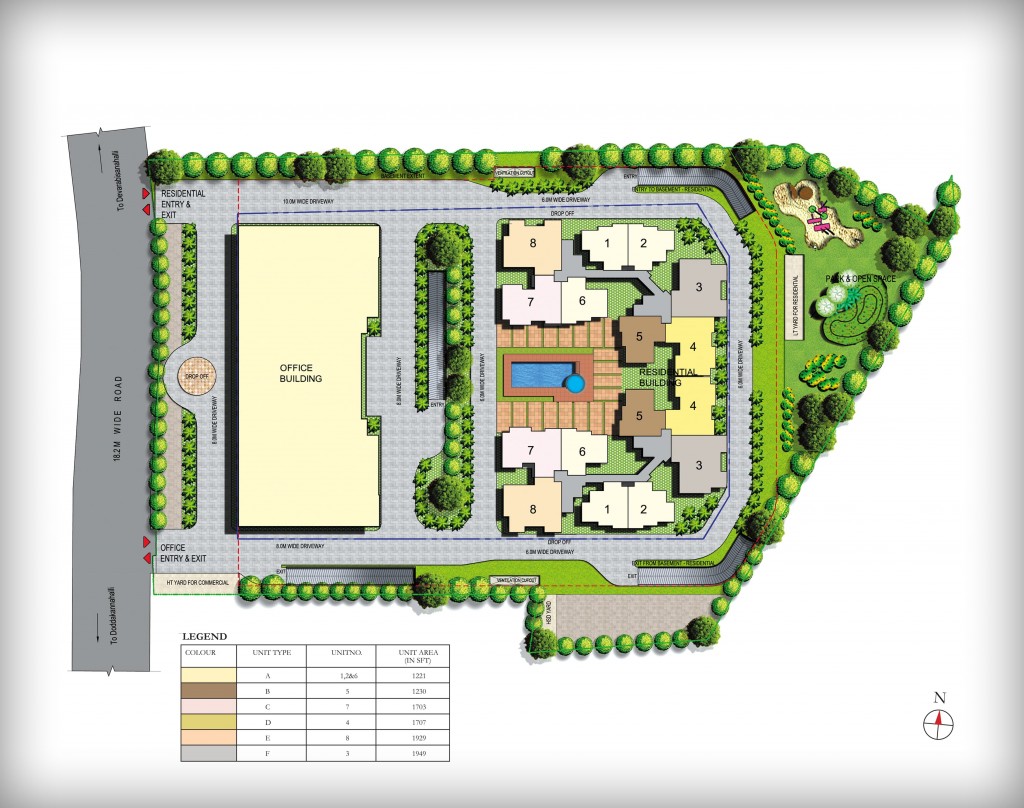 To Devarabisanahalli
18.2M WIDE ROAD
To Doddakannahalli
RESIDENTIAL
ENTRY &
EXIT
BASEMENT EXTENT
VENTILATION CUTOUT
ENTRY
ENTRY TO BASEMENT - RESIDENTIAL
10.0M WIDE DRIVEWAY
6.0M WIDE DRIVEWAY
DROP OFF
8
1
2
3
7
6
5
4
PARK & OPEN SPACE
LT YARD FOR RESIDENTIAL
DROP OFF
OFFICE
BUILDING
RESIDENTIAL
BUILDING
8.0M WIDE DRIVEWAY
8.0M WIDE DRIVEWAY
ENTRY
6.0M WIDE DRIVEWAY
6.0M WIDE DRIVEWAY
4
5
7
6
3
8
1
2
OFFICE
ENTRY & EXIT
8.0M WIDE DRIVEWAY
DROP OFF
6.0M WIDE DRIVEWAY
EXIT FROM BASEMENT - RESIDENTIAL
EXIT
EXIT
HT YARD FOR COMMERCIAL
VENTILATION CUTOUT
HSD YARD
LEGEND
COLOUR UNIT TYPE UNITNO. UNIT AREA
(IN SFT)
A 1,2&6 1221
B 5 1230
C 7 1703
D 4 1707
E 8 1929
F 3 1949
N